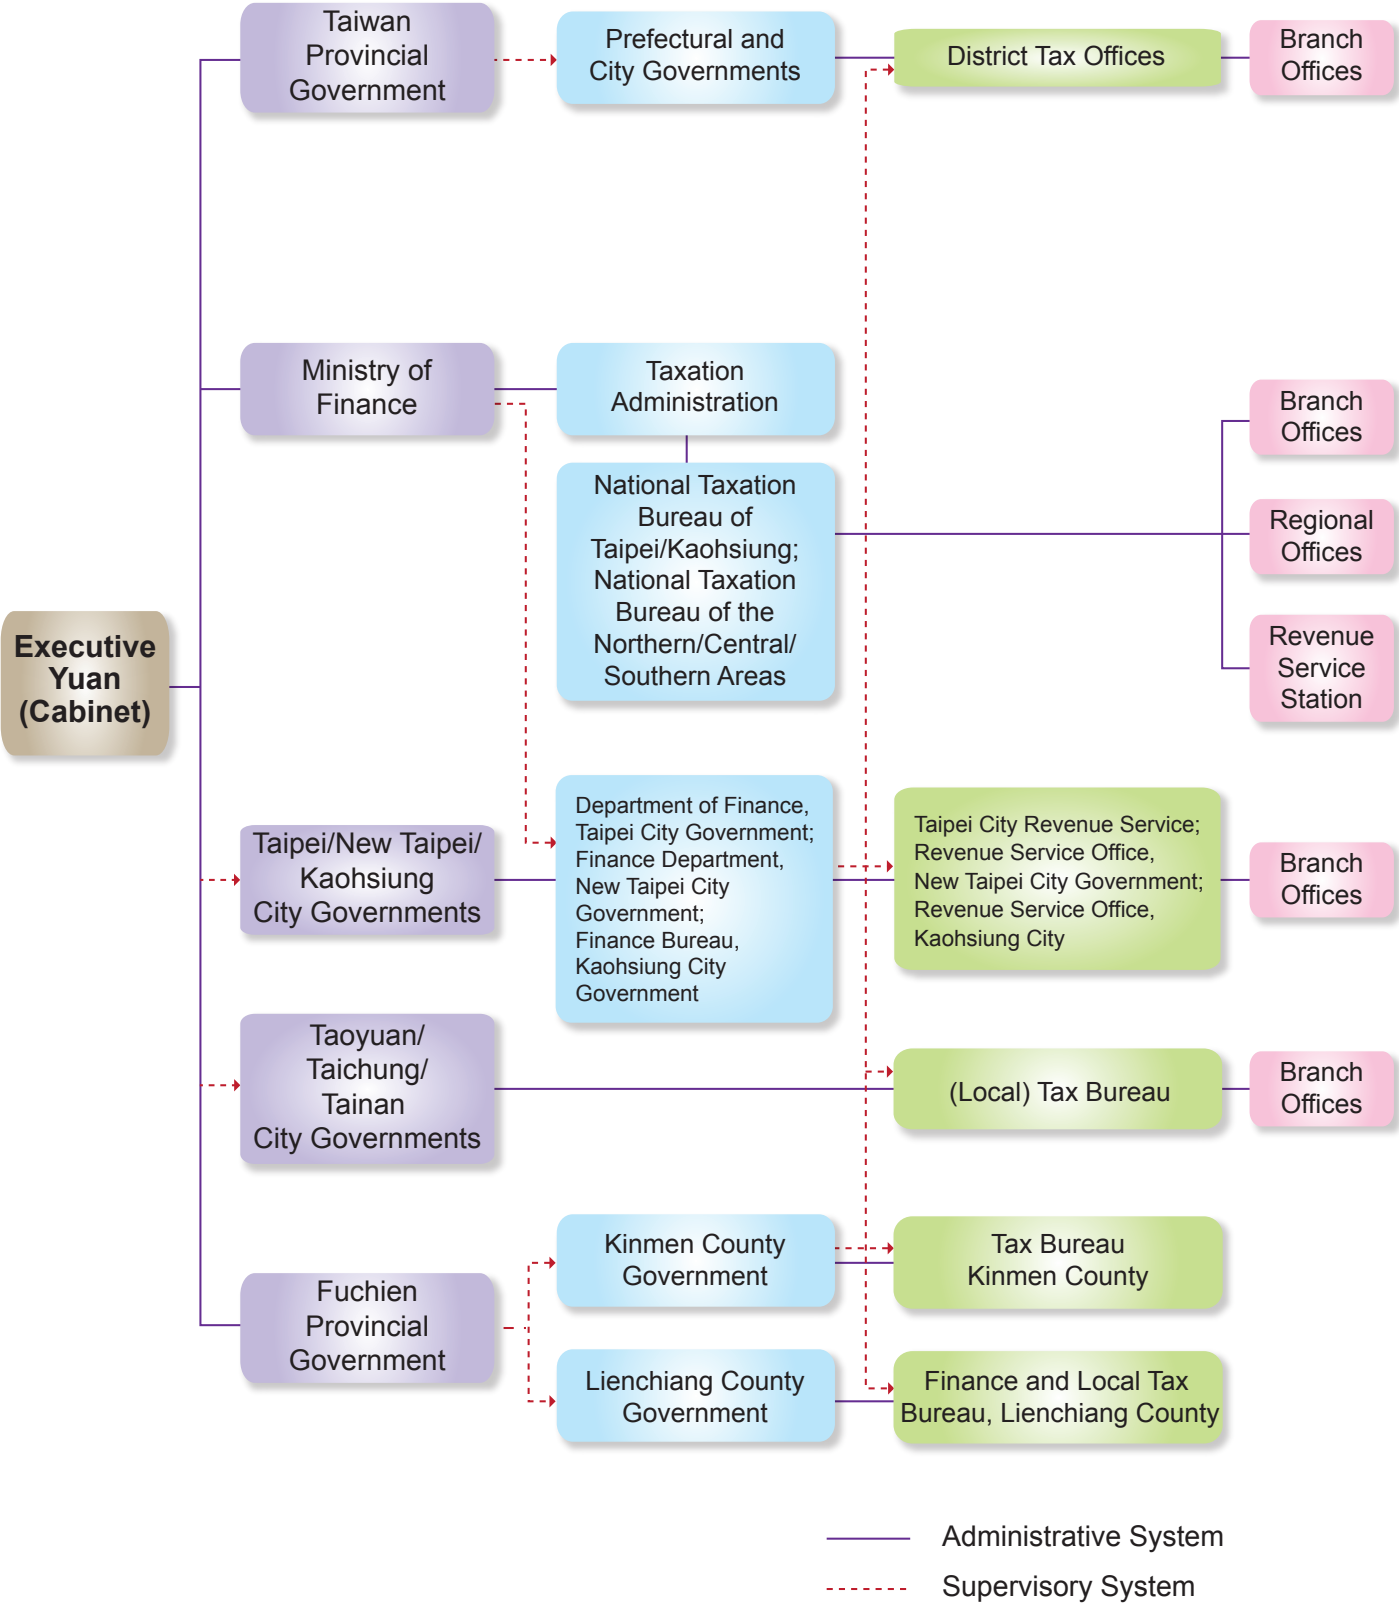 Taiwan
Provincial
Government
Prefectural and
City Governments
District Tax Offices
Branch
Offices
Ministry of
Finance
Taxation
Administration
National Taxation
Bureau of
Taipei/Kaohsiung;
National Taxation
Bureau of the
Northern/Central/
Southern Areas
Branch
Offices
Regional
Offices
Revenue
Service
Station
Executive
Yuan
(Cabinet)
Taipei/New Taipei/
Kaohsiung
City Governments
Department of Finance,
Taipei City Government;
Finance Department,
New Taipei City
Government;
Finance Bureau,
Kaohsiung City
Government
Taipei City Revenue Service;
Revenue Service Office,
New Taipei City Government;
Revenue Service Office,
Kaohsiung City
Branch
Offices
Taoyuan/
Taichung/
Tainan
City Governments
(Local) Tax Bureau
Branch
Offices
Fuchien
Provincial
Government
Kinmen County
Government
Tax Bureau
Kinmen County
Lienchiang County
Government
Finance and Local Tax
Bureau, Lienchiang County
Administrative System
Supervisory System